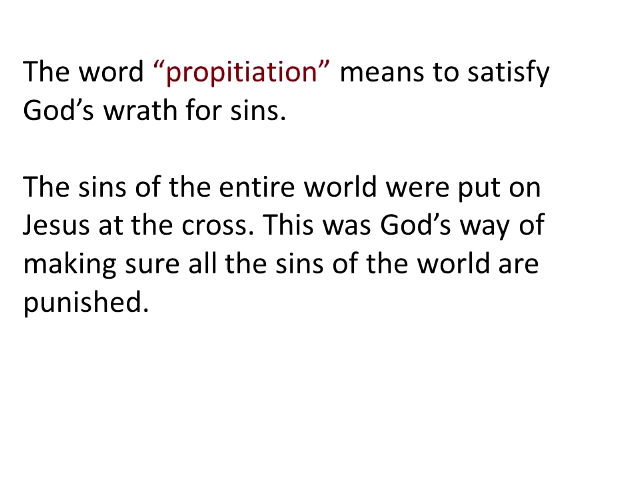 The word “propitiation” means to satisfy
God’s wrath for sins.
The sins of the entire world were put on
Jesus at the cross. This was God’s way of
making sure all the sins of the world are
punished.